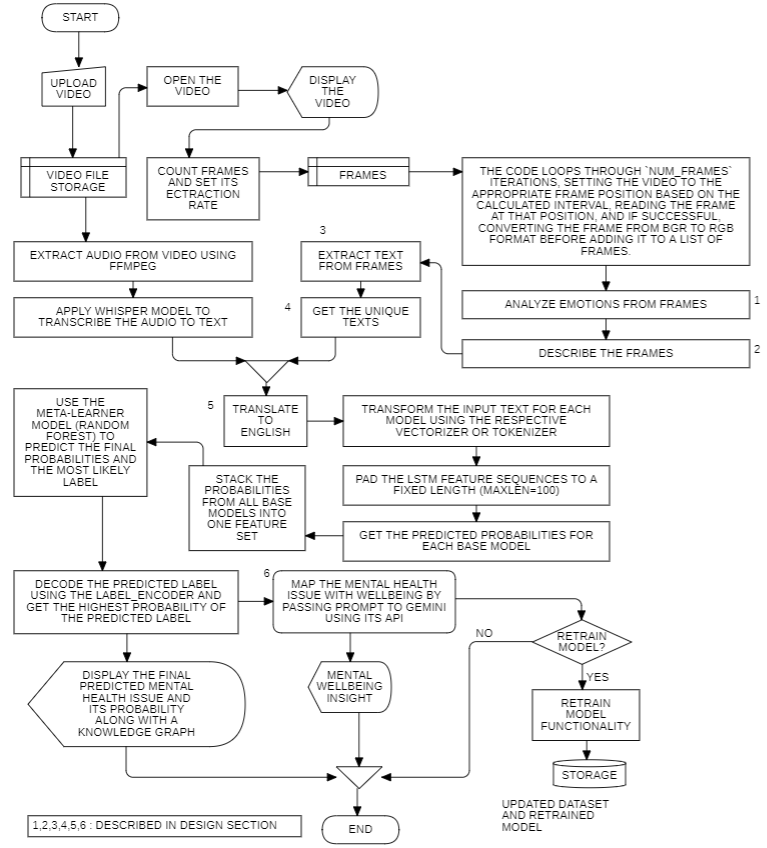 START
UPLOAD
VIDEO
OPEN THE
VIDEO
DISPLAY
THE
VIDEO
VIDEO FILE
STORAGE
COUNT FRAMES
AND SET ITS
ECTRACTION
RATE
FRAMES
THE CODE LOOPS THROUGH `NUM_FRAMES`
ITERATIONS, SETTING THE VIDEO TO THE
APPROPRIATE FRAME POSITION BASED ON THE
CALCULATED INTERVAL, READING THE FRAME
AT THAT POSITION, AND IF SUCCESSFUL,
CONVERTING THE FRAME FROM BGR TO RGB
FORMAT BEFORE ADDING IT TO A LIST OF
FRAMES.
EXTRACT AUDIO FROM VIDEO USING
FFMPEG
3
EXTRACT TEXT
FROM FRAMES
ANALYZE EMOTIONS FROM FRAMES
1
APPLY WHISPER MODEL TO
TRANSCRIBE THE AUDIO TO TEXT
4
GET THE UNIQUE
TEXTS
DESCRIBE THE FRAMES
2
USE THE
META-LEARNER
MODEL (RANDOM
FOREST) TO
PREDICT THE FINAL
PROBABILITIES AND
THE MOST LIKELY
LABEL
5
TRANSLATE
TO
ENGLISH
TRANSFORM THE INPUT TEXT FOR EACH
MODEL USING THE RESPECTIVE
VECTORIZER OR TOKENIZER
STACK THE
PROBABILITIES
FROM ALL BASE
MODELS INTO
ONE FEATURE
SET
PAD THE LSTM FEATURE SEQUENCES TO A
FIXED LENGTH (MAXLEN=100)
GET THE PREDICTED PROBABILITIES FOR
EACH BASE MODEL
DECODE THE PREDICTED LABEL
USING THE LABEL_ENCODER AND
GET THE HIGHEST PROBABILITY OF
THE PREDICTED LABEL
6
MAP THE MENTAL HEALTH
ISSUE WITH WELLBEING BY
PASSING PROMPT TO GEMINI
USING ITS API
NO
RETRAIN
MODEL?
YES
DISPLAY THE FINAL
PREDICTED MENTAL
HEALTH ISSUE AND
ITS PROBABILITY
ALONG WITH A
KNOWLEDGE GRAPH
MENTAL
WELLBEING
INSIGHT
RETRAIN
MODEL
FUNCTIONALITY
STORAGE
UPDATED DATASET
AND RETRAINED
MODEL
1,2,3,4,5,6 : DESCRIBED IN DESIGN SECTION
END